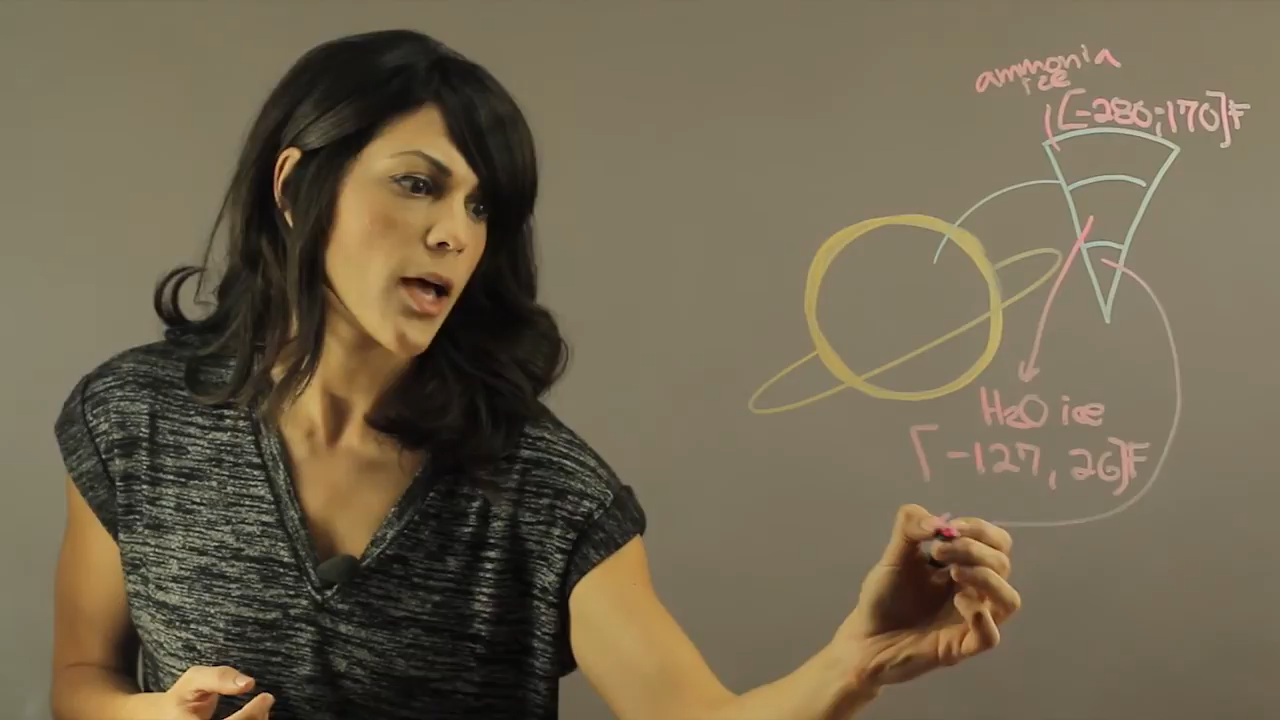 ammonia
ice
[-280;170]F
H2O ice
[-127, 26]F